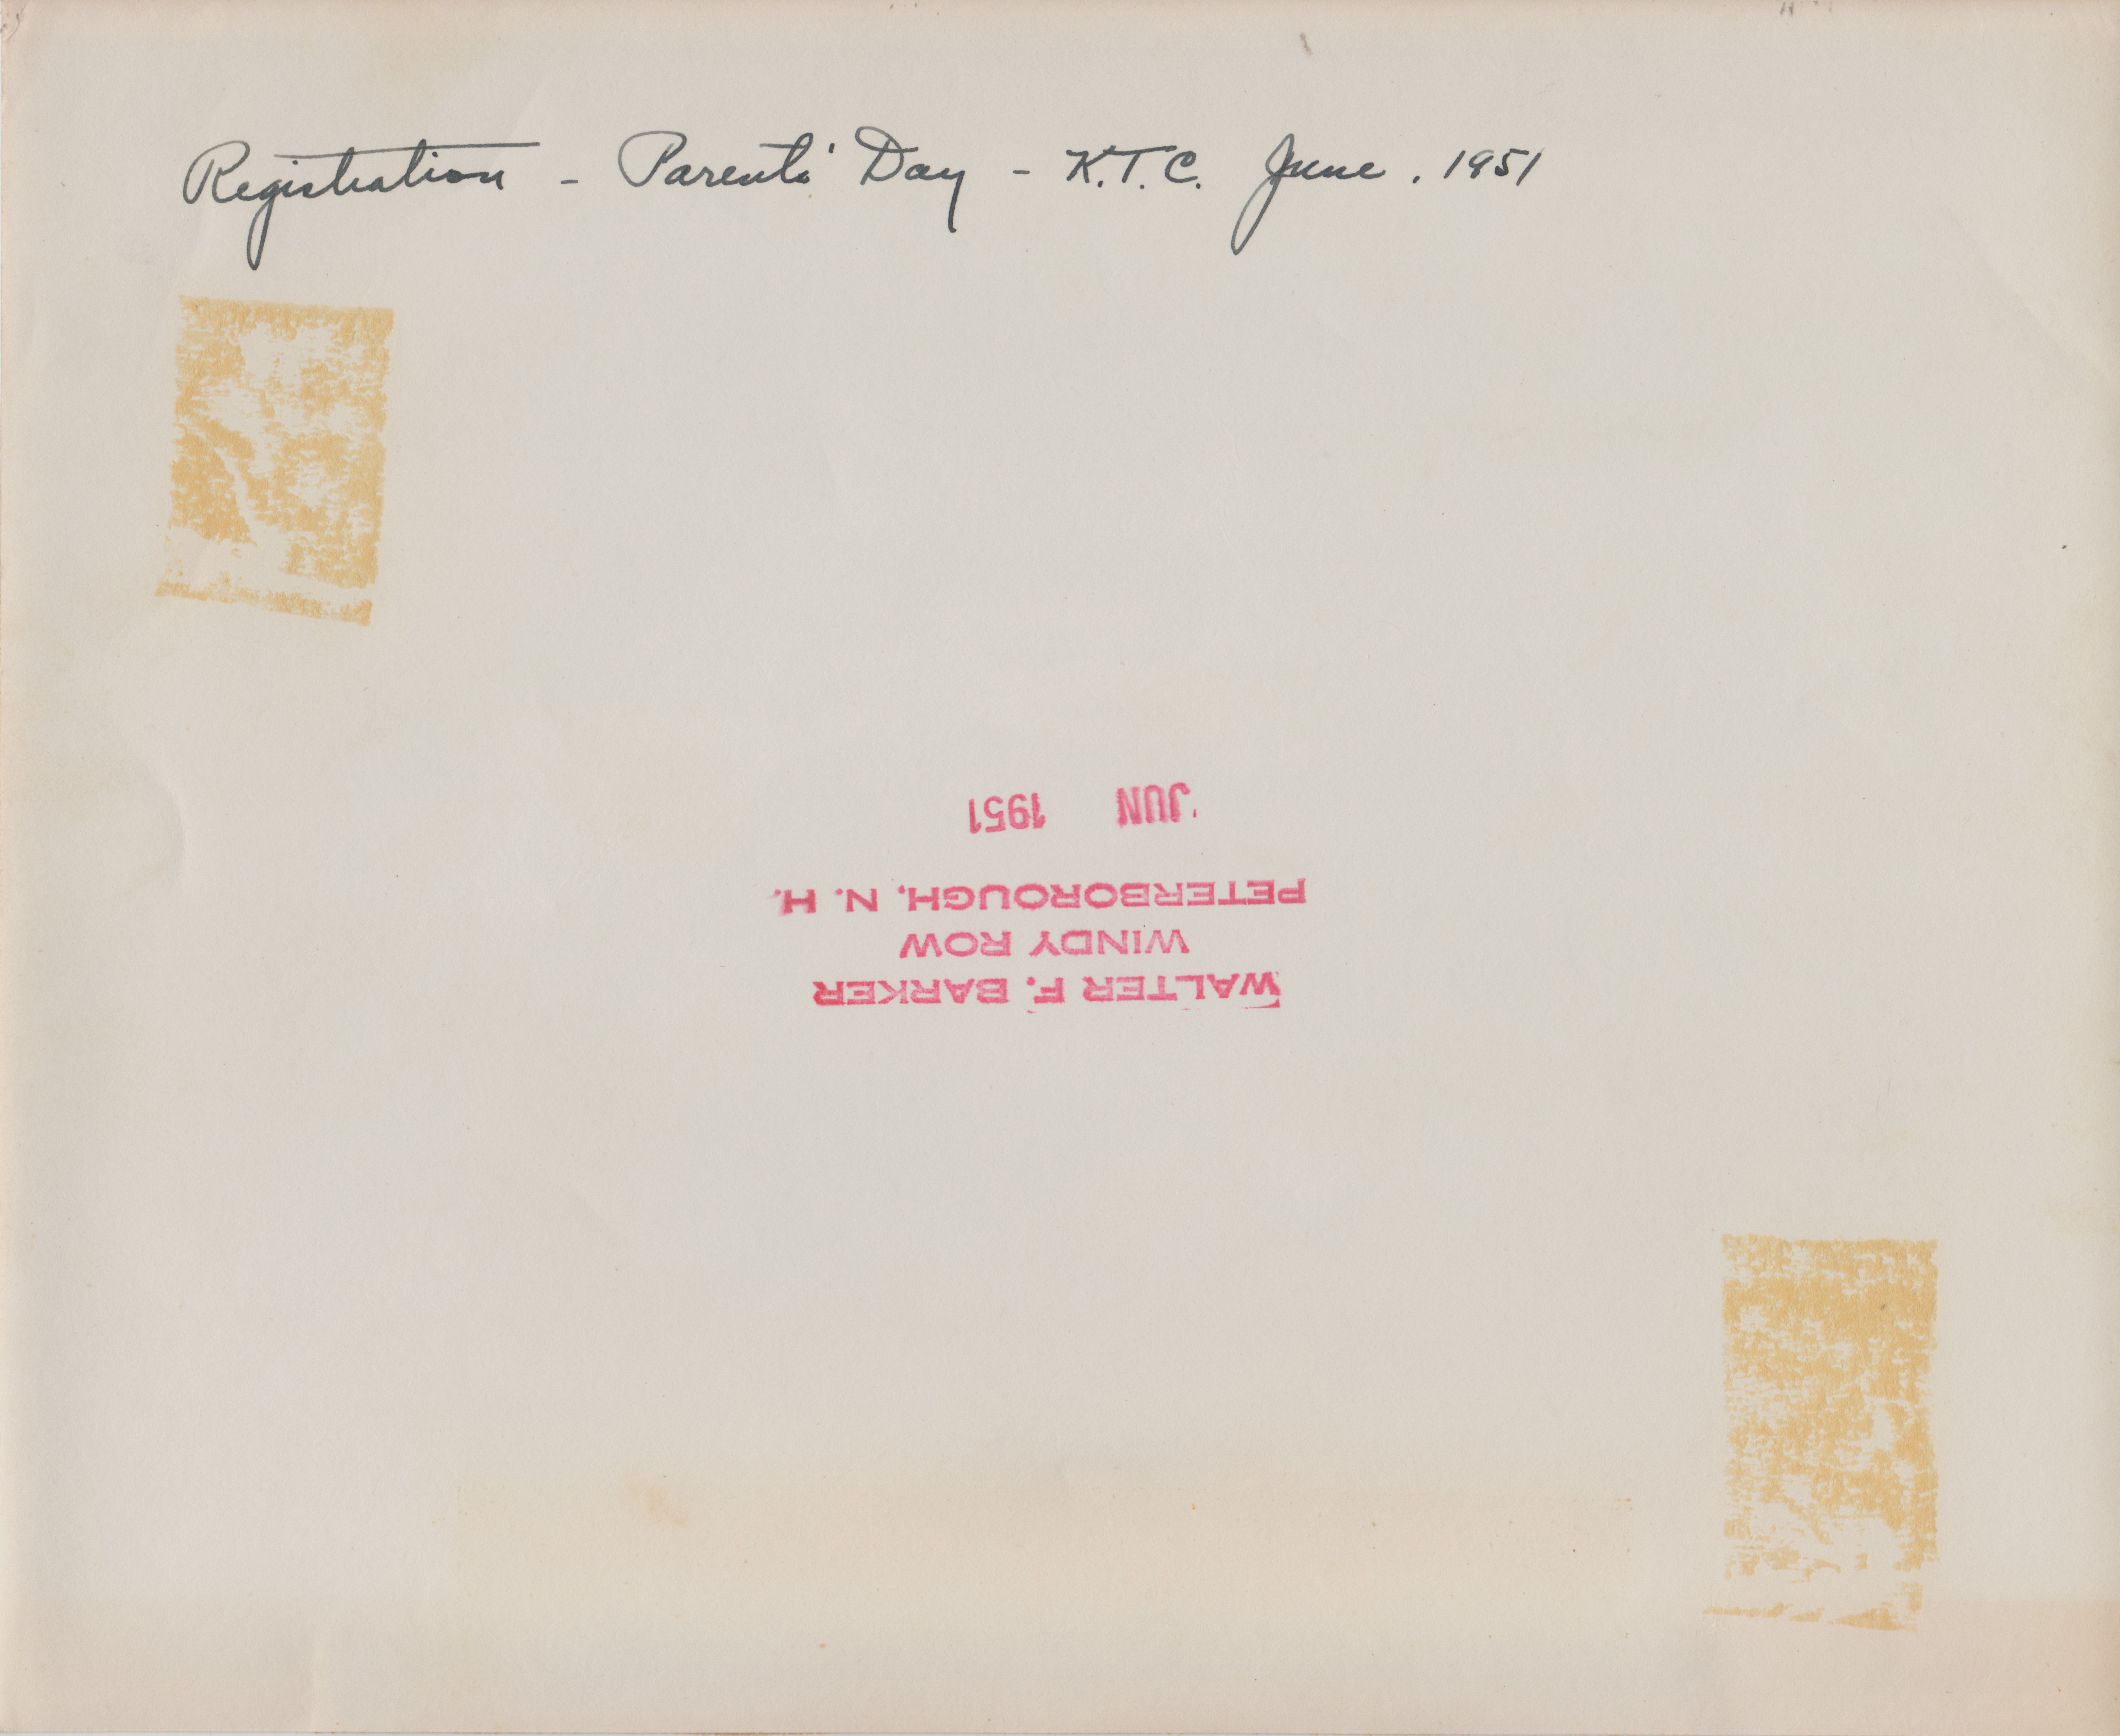 Registration - Parents' Day - K.T.C. June. 1951
WALTER F. BARKER
WINDY ROW
PETERBOROUGH, N. H.
JUN 1951